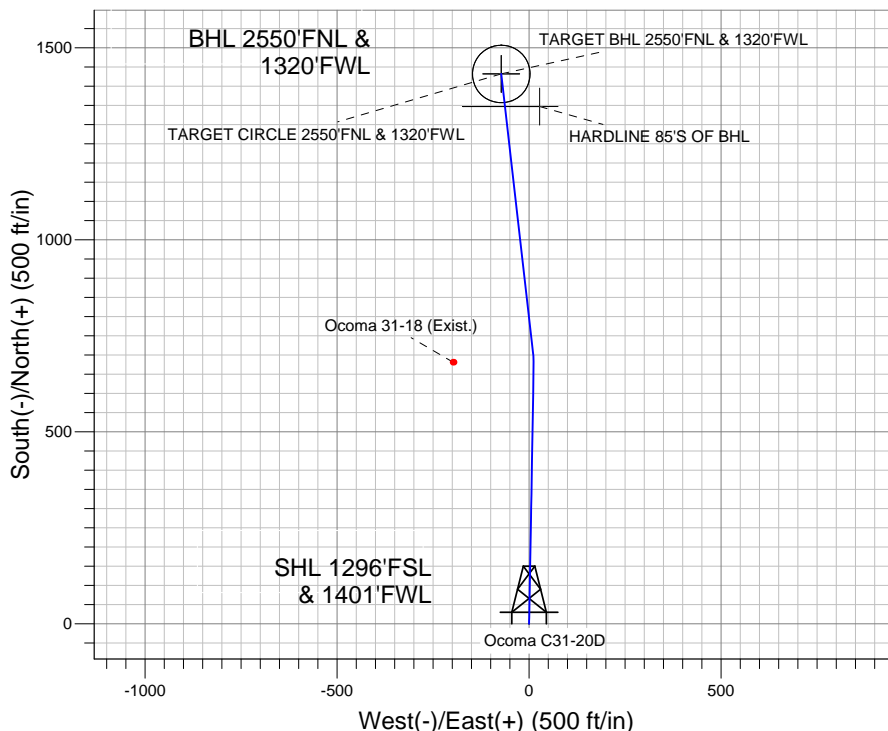 BHL 2550'FNL &
1320'FWL
TARGET BHL 2550'FNL & 1320'FWL
TARGET CIRCLE 2550'FNL & 1320'FWL
HARDLINE 85'S OF BHL
Ocoma 31-18 (Exist.)
SHL 1296'FSL
& 1401'FWL
Ocoma C31-20D
South(-)/North(+) (500 ft/in)
1500
1000
500
0
-1000
-500
0
500
West(-)/East(+) (500 ft/in)